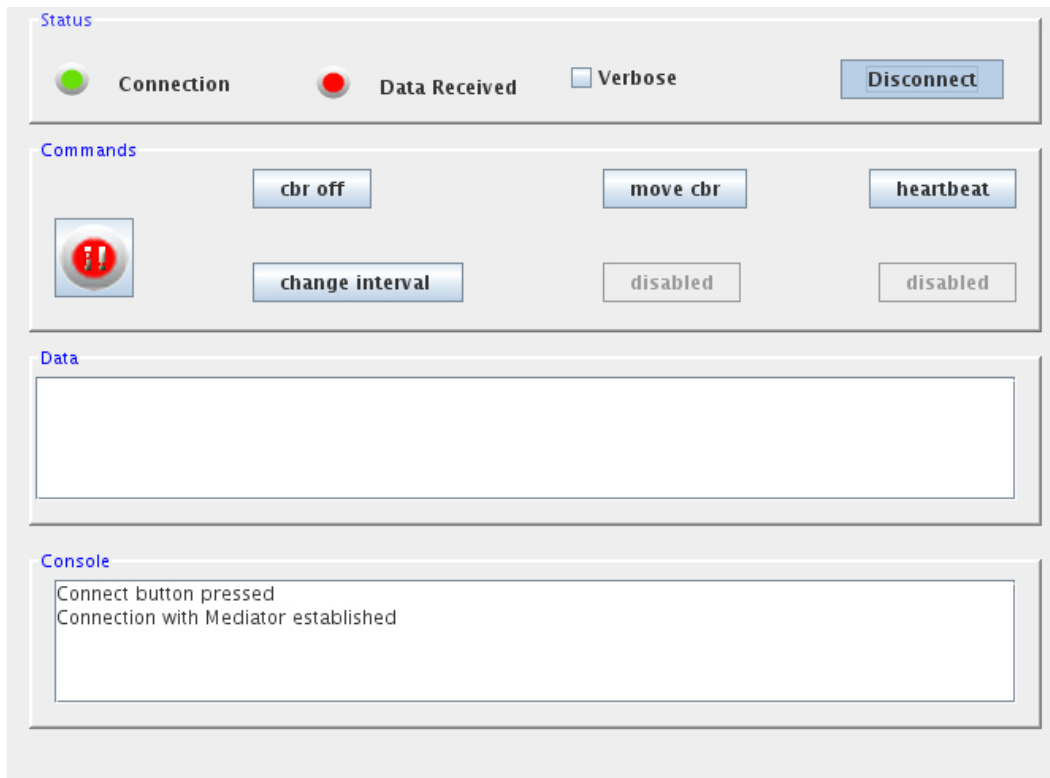 Status
Connection
Data Received
Verbose
Disconnect
Commands
cbr off
move cbr
heartbeat
!!
change interval
disabled
disabled
Data
Console
Connect button pressed
Connection with Mediator established